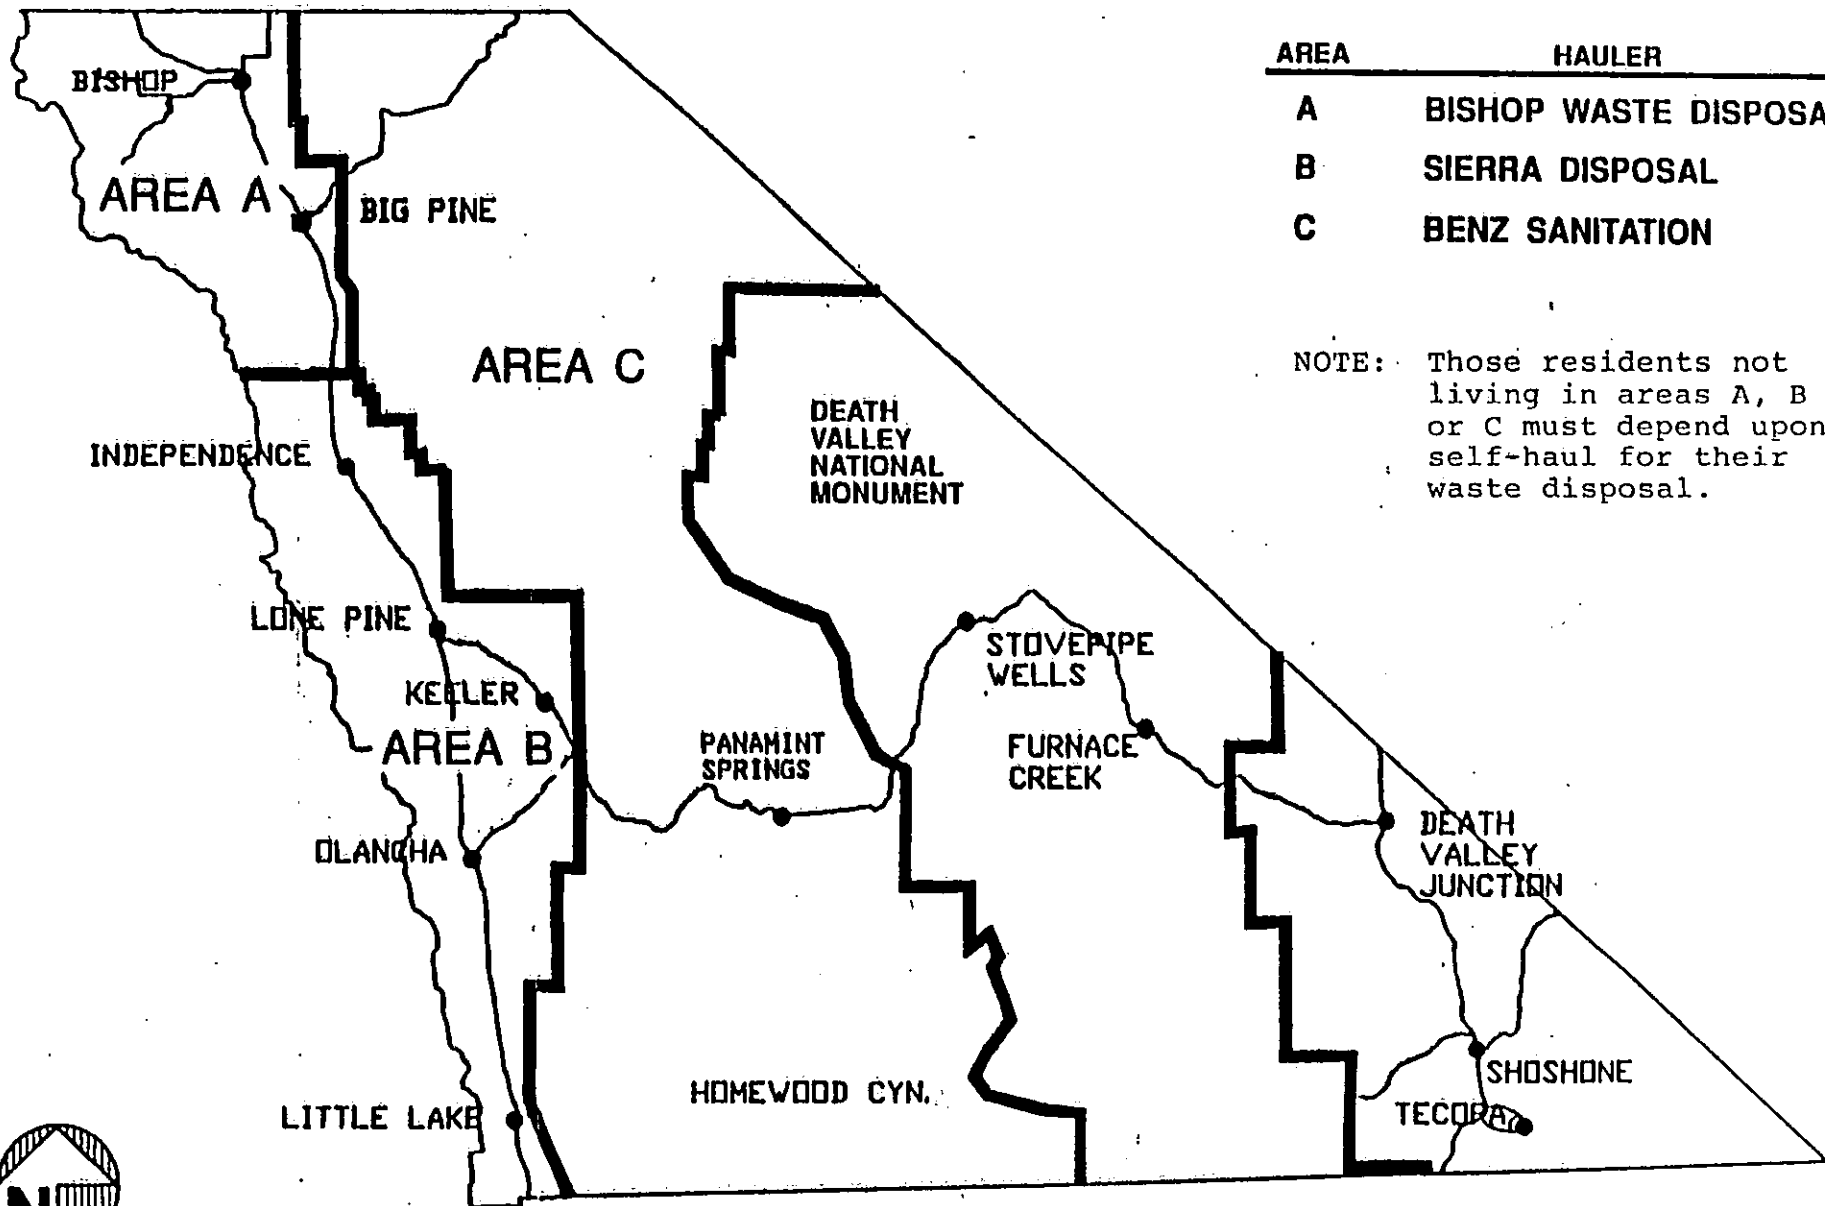 AREA HAULER
A BISHOP WASTE DISPOSA
B SIERRA DISPOSAL
C BENZ SANITATION
NOTE: Those residents not
living in areas A, B
or C must depend upon
self-haul for their
waste disposal.
BISHOP
AREA A
BIG PINE
AREA C
DEATH
VALLEY
NATIONAL
MONUMENT
INDEPENDENCE
LONE PINE
KEELER
AREA B
PANAMINT
SPRINGS
STOVEPIPE
WELLS
FURNACE
CREEK
OLANCHA
DEATH
VALLEY
JUNCTION
HOMEWOOD CYN.
LITTLE LAKE
SHOSHONE
TECOPA
N